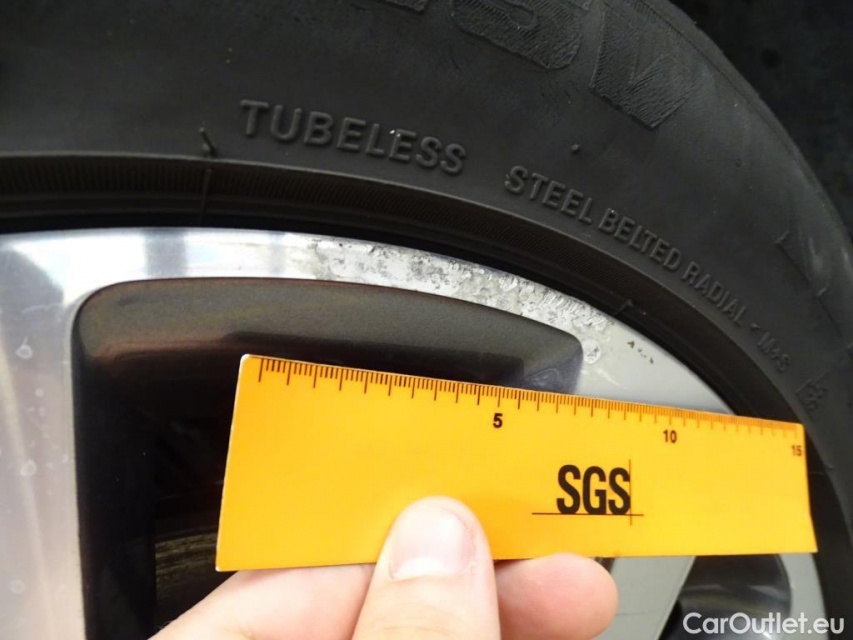 TUBELESS
STEEL BELTED RADIAL - M+S
5
10
15
SGS
CarOutlet.eu